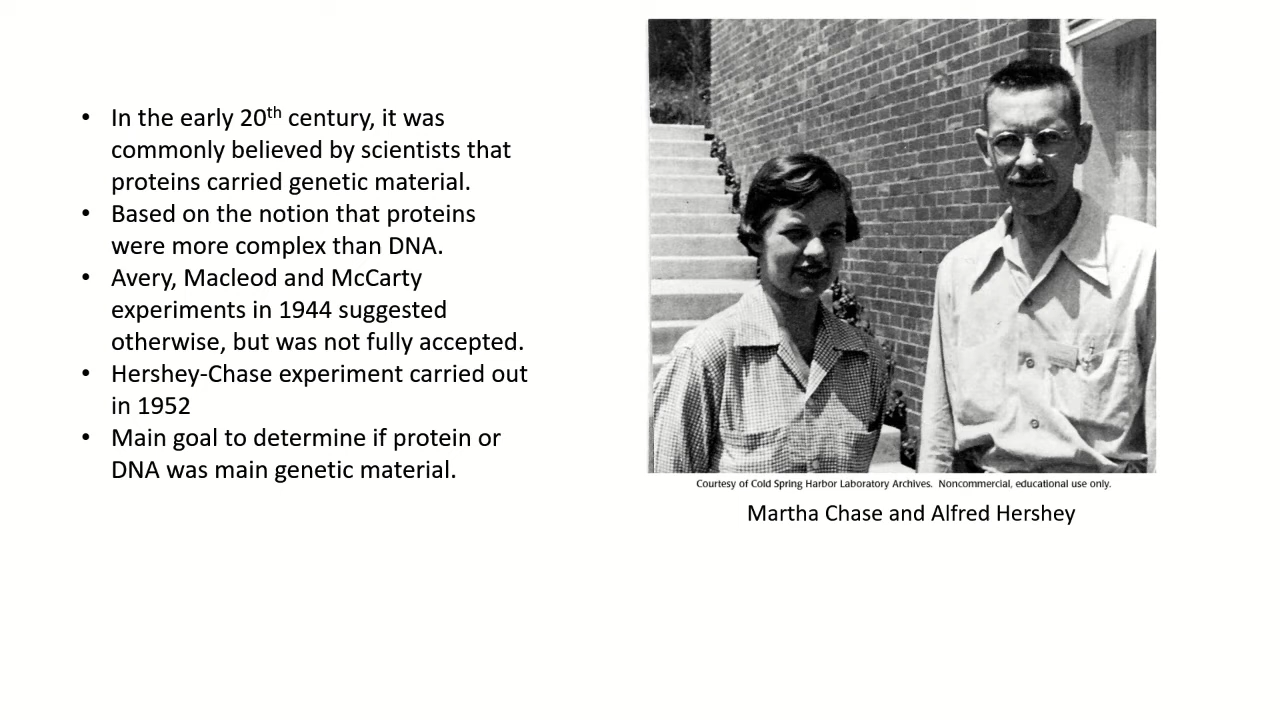 • In the early 20th century, it was
commonly believed by scientists that
proteins carried genetic material.
• Based on the notion that proteins
were more complex than DNA.
• Avery, Macleod and McCarty
experiments in 1944 suggested
otherwise, but was not fully accepted.
• Hershey-Chase experiment carried out
in 1952
• Main goal to determine if protein or
DNA was main genetic material.
Courtesy of Cold Spring Harbor Laboratory Archives. Noncommercial, educational use only.
Martha Chase and Alfred Hershey